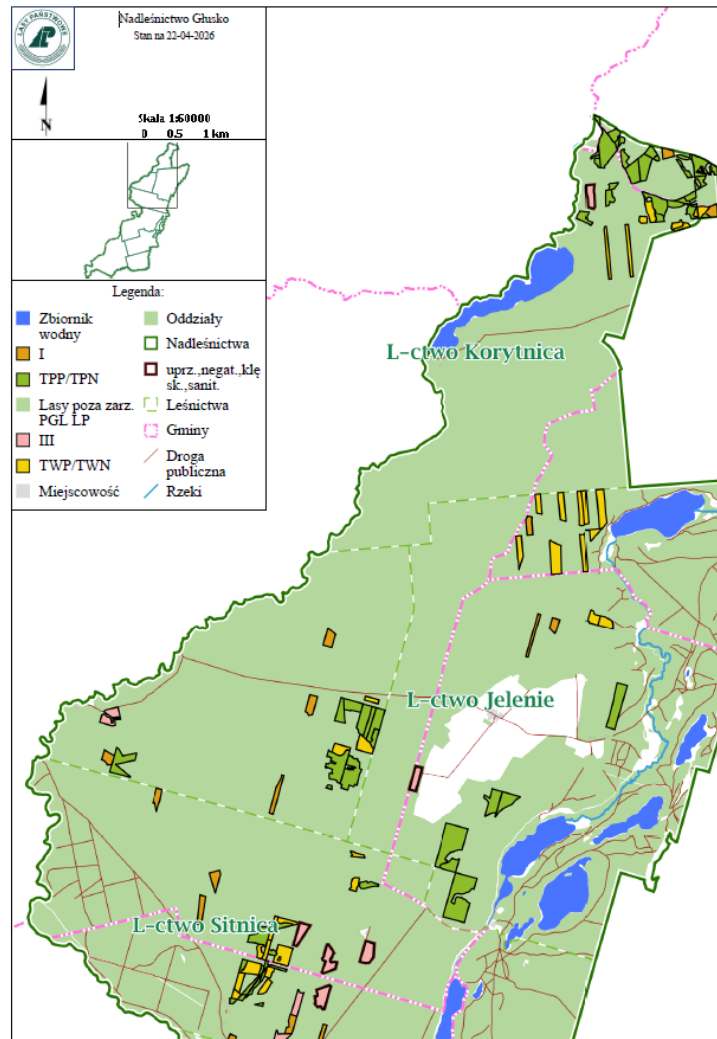 LASY PAŃSTWOWE
Nadleśnictwo Głusko
Stan na 22-04-2026
N
Skala 1:60000
0 0.5 1 km
Legenda:
Zbiornik
wodny
I
TPP/TPN
Lasy poza zarz.
PGL LP
III
TWP/TWN
Miejscowość
Oddziały
Nadleśnictwa
uprz.,negat.,klę
sk.,sanit.
Leśnictwa
Gminy
Droga
publiczna
Rzeki
L-ctwo Korytnica
L-ctwo Jelenie
L-ctwo Sitnica